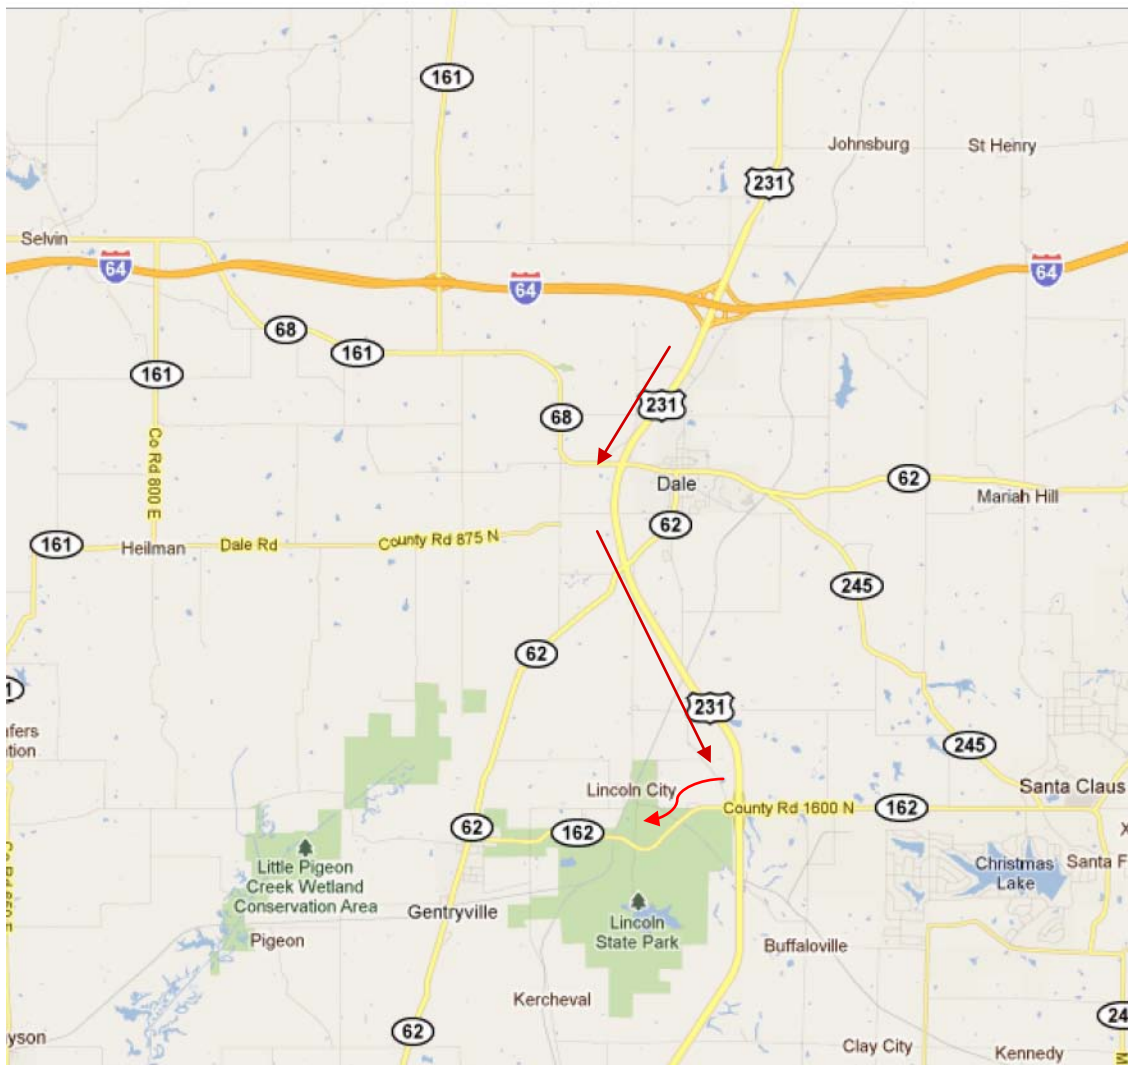 161
Johnsburg
St Henry
231
Selvin
64
64
64
68
161
161
231
68
Co Rd 800 E
Dale
62
Mariah Hill
62
161
Heilman
Dale Rd
County Rd 875 N
245
62
1
231
245
Lincoln City
Santa Claus
County Rd 1600 N
162
62
162
Little Pigeon
Creek Wetland
Conservation Area
Christmas
Lake
Santa F
Gentryville
Lincoln
State Park
Pigeon
Buffaloville
Kercheval
62
24
yson
Clay City
Kennedy